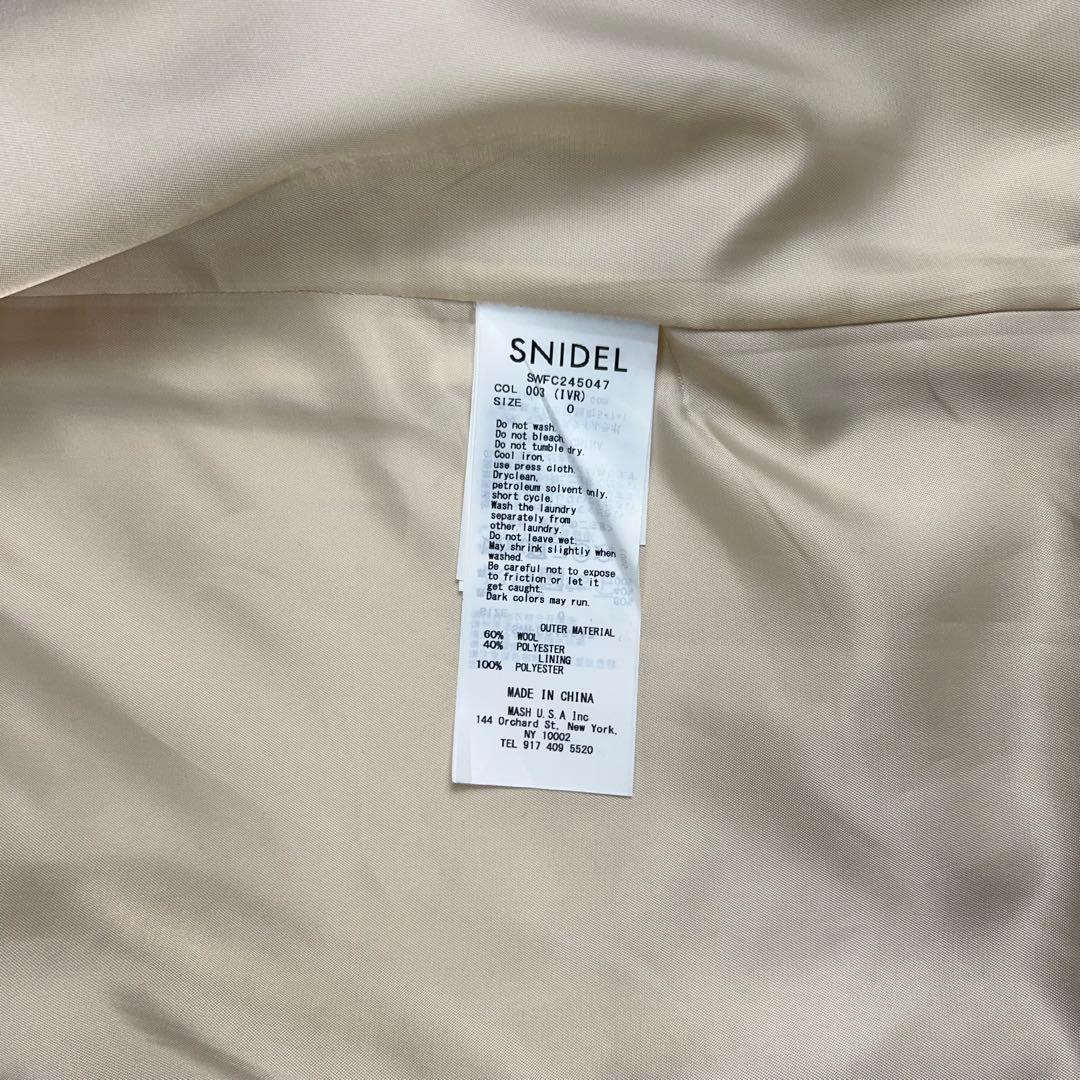 SNIDEL
SWFC245047
COL 003 (IVR)
SIZE 0
Do not wash.
Do not bleach.
Do not tumble dry.
Cool iron,
use press cloth.
Dryclean,
petroleum solvent only.
short cycle.
Wash the laundry
separately from
other laundry.
Do not leave wet.
May shrink slightly when
washed.
Be careful not to expose
to friction or let it
get caught.
Dark colors may run.
OUTER MATERIAL
60% WOOL
40% POLYESTER
LINING
100% POLYESTER
MADE IN CHINA
MASH U.S.A Inc
144 Orchard St, New York,
NY 10002
TEL 917 409 5520